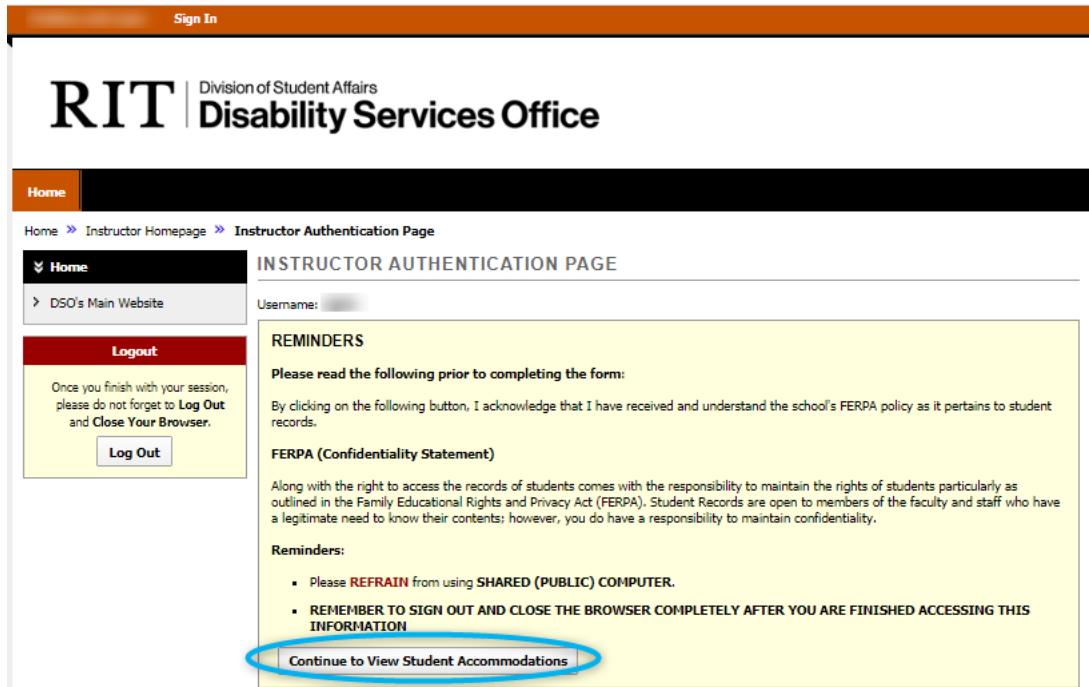 Sign In
RIT Division of Student Affairs
Disability Services Office
Home
Home » Instructor Homepage » Instructor Authentication Page
Home
DSO's Main Website
Logout
Once you finish with your session,
please do not forget to Log Out
and Close Your Browser.
Log Out
INSTRUCTOR AUTHENTICATION PAGE
Username:
REMINDERS
Please read the following prior to completing the form:
By clicking on the following button, I acknowledge that I have received and understand the school's FERPA policy as it pertains to student
records.
FERPA (Confidentiality Statement)
Along with the right to access the records of students comes with the responsibility to maintain the rights of students particularly as
outlined in the Family Educational Rights and Privacy Act (FERPA). Student Records are open to members of the faculty and staff who have
a legitimate need to know their contents; however, you do have a responsibility to maintain confidentiality.
Reminders:
▪ Please REFRAIN from using SHARED (PUBLIC) COMPUTER.
▪ REMEMBER TO SIGN OUT AND CLOSE THE BROWSER COMPLETELY AFTER YOU ARE FINISHED ACCESSING THIS
INFORMATION
Continue to View Student Accommodations